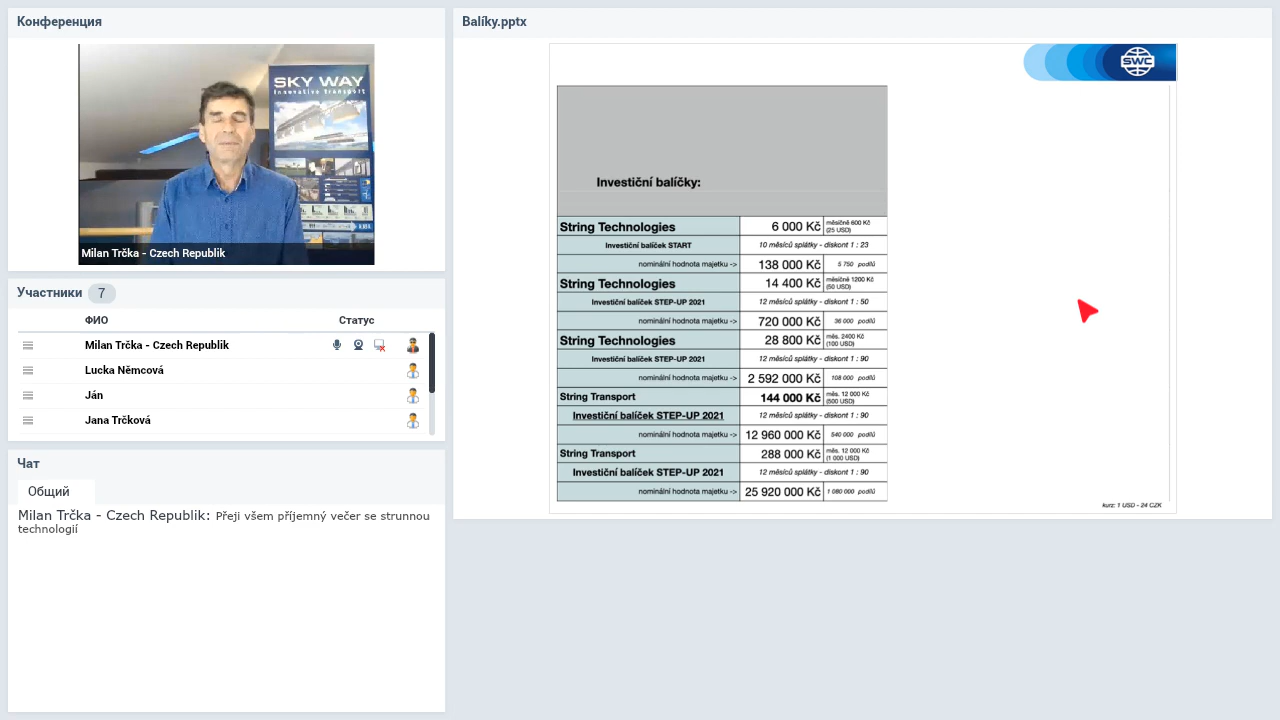 Конференция
SKY WAY
Innovative transport
Milan Trčka - Czech Republik
Участники 7
ФИО Статус
Milan Trčka - Czech Republik
Lucka Němcová
Ján
Jana Trčková
Чат
Общий
Milan Trčka - Czech Republik: Přeji všem příjemný večer se strunnou
technologií
Balíky.pptx
SWC
Investiční balíčky:
String Technologies 6 000 Kč měsíčně 600 Kč (25 USD)
Investiční balíček START 10 měsíců splátky - diskont 1 : 23
nominální hodnota majetku -> 138 000 Kč 5 750 podílů
String Technologies 14 400 Kč měsíčně 1200 Kč (50 USD)
Investiční balíček STEP-UP 2021 12 měsíců splátky - diskont 1 : 50
nominální hodnota majetku -> 720 000 Kč 36 000 podílů
String Technologies 28 800 Kč měs. 2400 Kč (100 USD)
Investiční balíček STEP-UP 2021 12 měsíců splátky - diskont 1 : 90
nominální hodnota majetku -> 2 592 000 Kč 108 000 podílů
String Transport 144 000 Kč měs. 12 000 Kč (500 USD)
Investiční balíček STEP-UP 2021 12 měsíců splátky - diskont 1 : 90
nominální hodnota majetku -> 12 960 000 Kč 540 000 podílů
String Transport 288 000 Kč měs. 12 000 Kč (1 000 USD)
Investiční balíček STEP-UP 2021 12 měsíců splátky - diskont 1 : 90
nominální hodnota majetku -> 25 920 000 Kč 1 080 000 podílů
kurz: 1 USD - 24 CZK